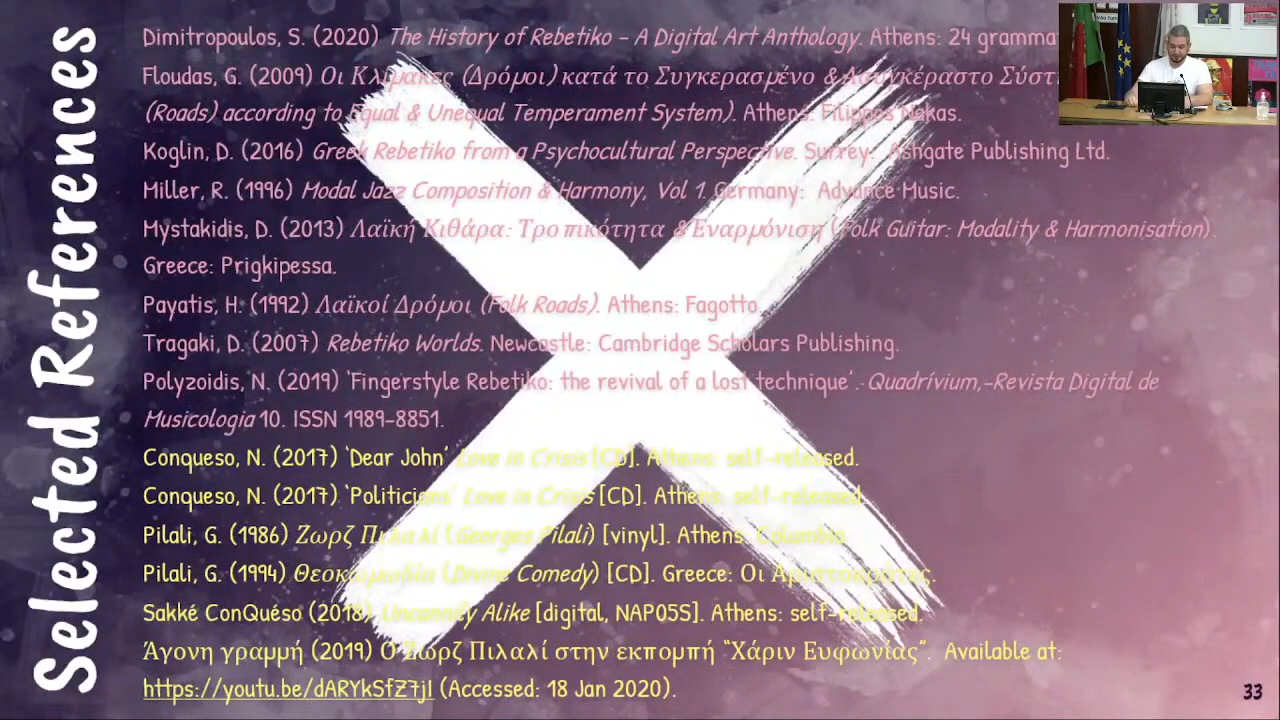 Selected References
Dimitropoulos, S. (2020) The History of Rebetiko – A Digital Art Anthology. Athens: 24 gramma
Floudas, G. (2009) Οι Κλίμακες (Δρόμοι) κατά το Συγκερασμένο & Ασυγκέραστο Σύστ
(Roads) according to Equal & Unequal Temperament System). Athens: Filippos Nakas.
Koglin, D. (2016) Greek Rebetiko from a Psychocultural Perspective. Surrey: Ashgate Publishing Ltd.
Miller, R. (1996) Modal Jazz Composition & Harmony, Vol 1. Germany: Advance Music.
Mystakidis, D. (2013) Λαϊκή Κιθάρα: Τροπικότητα & Εναρμόνιση (Folk Guitar: Modality & Harmonisation).
Greece: Prigkipessa.
Payatis, H. (1992) Λαϊκοί Δρόμοι (Folk Roads). Athens: Fagotto.
Tragaki, D. (2007) Rebetiko Worlds. Newcastle: Cambridge Scholars Publishing.
Polyzoidis, N. (2019) 'Fingerstyle Rebetiko: the revival of a lost technique'. Quadrívium,-Revista Digital de
Musicologia 10. ISSN 1989-8851.
Conqueso, N. (2017) 'Dear John' Love in Crisis [CD]. Athens: self-released.
Conqueso, N. (2017) 'Politicians' Love in Crisis [CD]. Athens: self-released.
Pilali, G. (1986) Ζωρζ Πιλαλί (Georges Pilali) [vinyl]. Athens: Columbia.
Pilali, G. (1994) Θεοκωμωδία (Divine Comedy) [CD]. Greece: Οι Αριστοκράτες.
Sakké ConQuéso (2018) Uncannily Alike [digital, NAP05S]. Athens: self-released.
Άγονη γραμμή (2019) Ο Ζωρζ Πιλαλί στην εκπομπή "Χάριν Ευφωνίας". Available at:
https://youtu.be/dARYkSfZ7jI (Accessed: 18 Jan 2020).
33